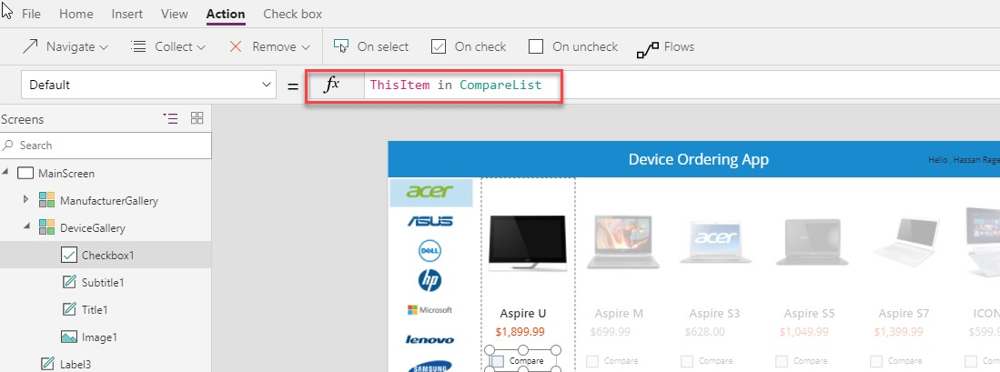 File Home Insert View Action Check box
Navigate Collect Remove On select On check On uncheck Flows
Default = fx ThisItem in CompareList
Screens
Search
MainScreen
ManufacturerGallery
DeviceGallery
Checkbox1
Subtitle1
Title1
Image1
Label3
Device Ordering App Hello , Hassan Rage
acer
ASUS
DELL
hp
Microsoft
lenovo
SAMSUNG
acer
Aspire U Aspire M Aspire S3 Aspire S5 Aspire S7 ICON
$1,899.99 $699.99 $628.00 $1,049.99 $1,399.99 $599.9
Compare Compare Compare Compare Compare Com